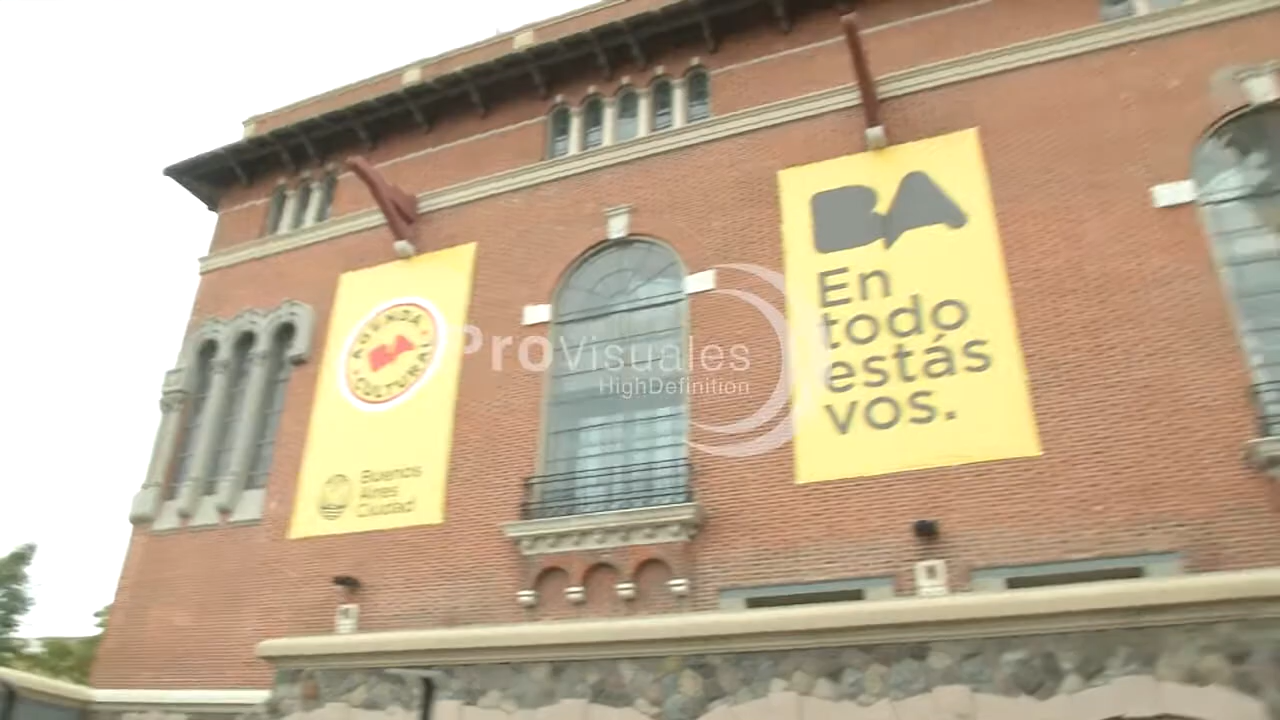 AGENDA
BA
CULTURAL
Buenos
Aires
Ciudad
ProVisuales
HighDefinition
BA
En
todo
estás
vos.